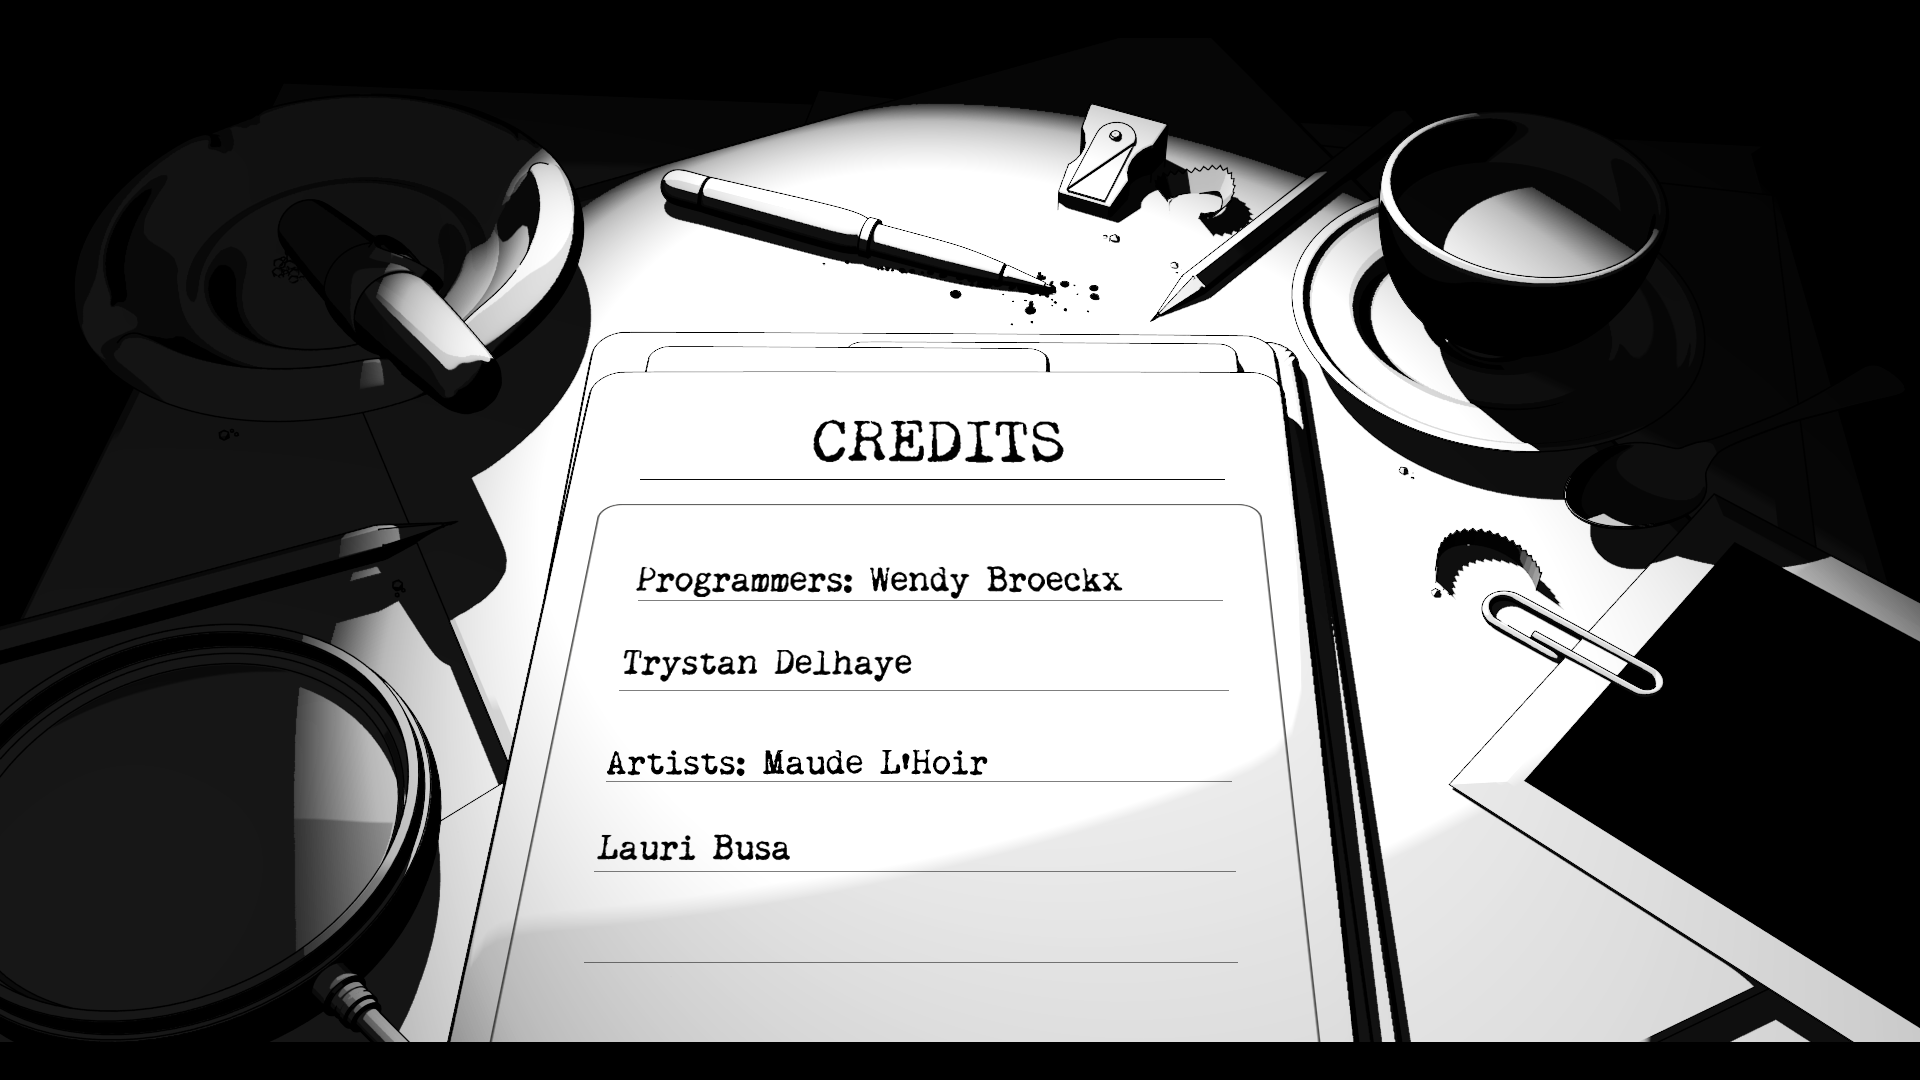 CREDITS
Programmers: Wendy Broeckx
Trystan Delhaye
Artists: Maude L'Hoir
Lauri Busa